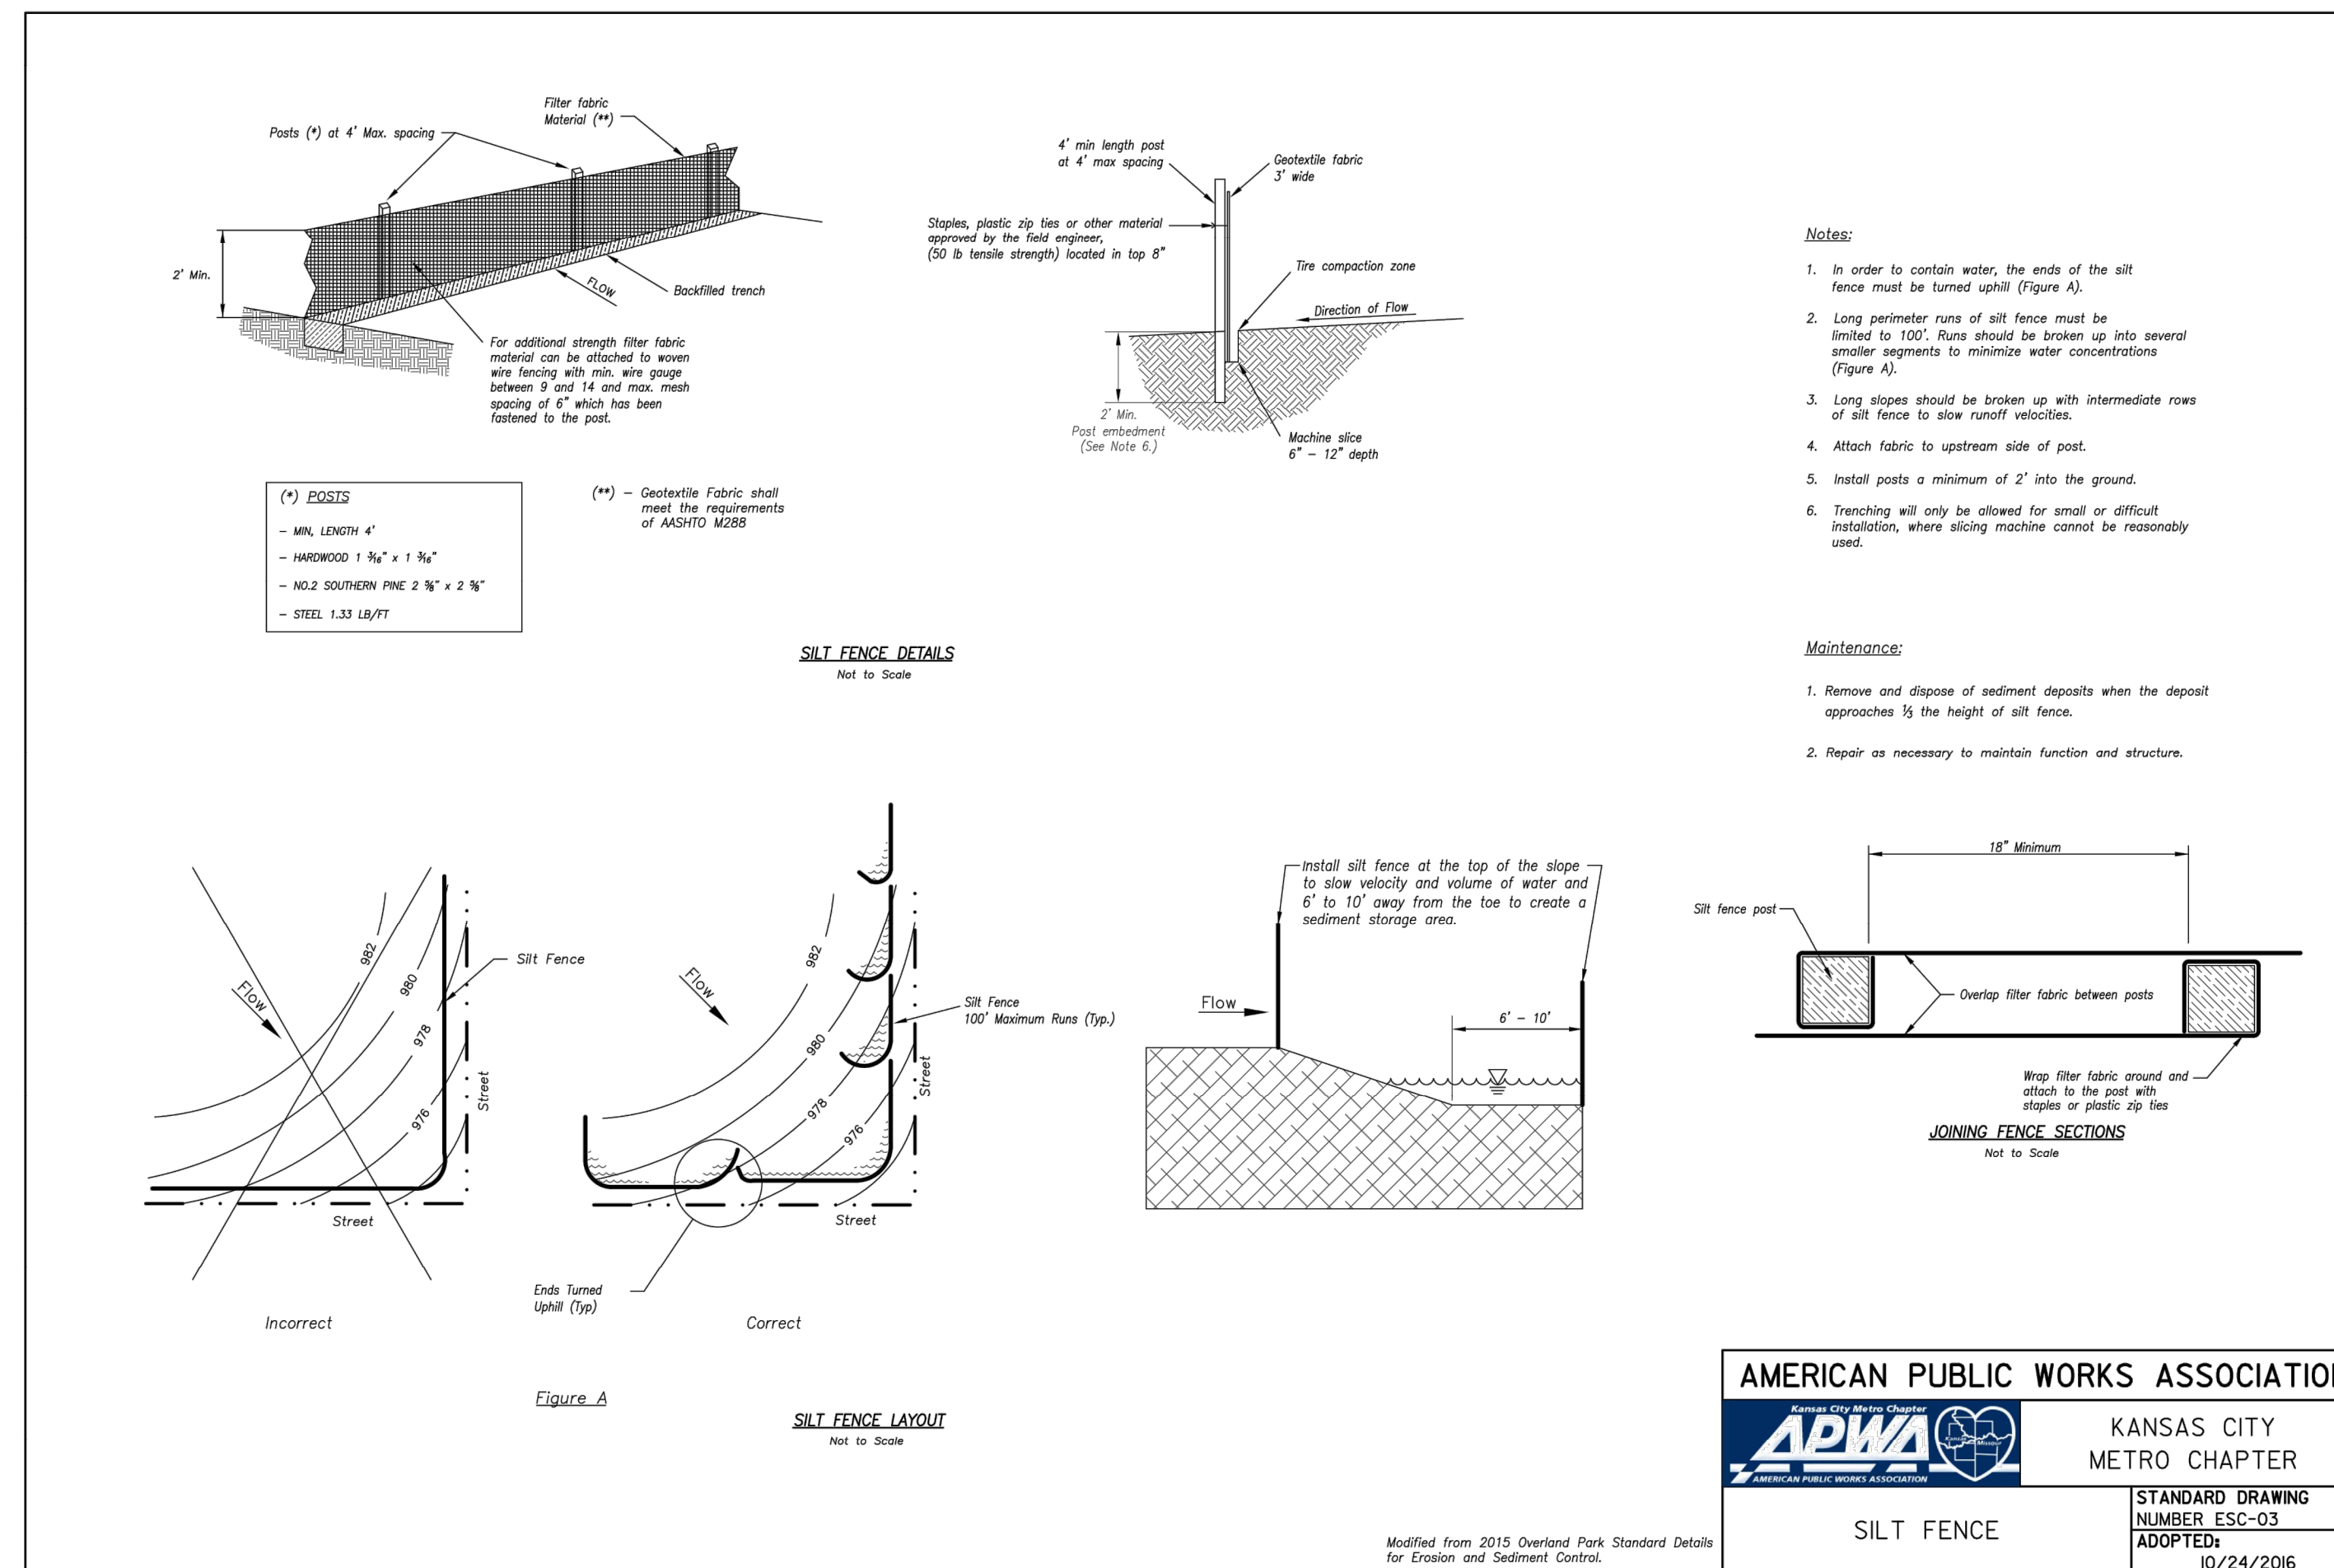 Filter fabric
Material (**)
Posts (*) at 4' Max. spacing
2' Min.
FLOW
Backfilled trench
For additional strength filter fabric
material can be attached to woven
wire fencing with min. wire gauge
between 9 and 14 and max. mesh
spacing of 6" which has been
fastened to the post.
4' min length post
at 4' max spacing
Geotextile fabric
3' wide
Staples, plastic zip ties or other material
approved by the field engineer,
(50 lb tensile strength) located in top 8"
Tire compaction zone
Direction of Flow
2' Min.
Post embedment
(See Note 6.)
Machine slice
6" – 12" depth
(*) POSTS
– MIN, LENGTH 4'
– HARDWOOD 1 3/16" x 1 3/16"
– NO.2 SOUTHERN PINE 2 5/8" x 2 5/8"
– STEEL 1.33 LB/FT
(**) – Geotextile Fabric shall
meet the requirements
of AASHTO M288
SILT FENCE DETAILS
Not to Scale
Notes:
1. In order to contain water, the ends of the silt
fence must be turned uphill (Figure A).
2. Long perimeter runs of silt fence must be
limited to 100'. Runs should be broken up into several
smaller segments to minimize water concentrations
(Figure A).
3. Long slopes should be broken up with intermediate rows
of silt fence to slow runoff velocities.
4. Attach fabric to upstream side of post.
5. Install posts a minimum of 2' into the ground.
6. Trenching will only be allowed for small or difficult
installation, where slicing machine cannot be reasonably
used.
Maintenance:
1. Remove and dispose of sediment deposits when the deposit
approaches 1/3 the height of silt fence.
2. Repair as necessary to maintain function and structure.
Flow
982
980
978
976
Silt Fence
Street
Street
Incorrect
Flow
982
980
978
976
Silt Fence
100' Maximum Runs (Typ.)
Street
Street
Ends Turned
Uphill (Typ)
Correct
Figure A
SILT FENCE LAYOUT
Not to Scale
Install silt fence at the top of the slope
to slow velocity and volume of water and
6' to 10' away from the toe to create a
sediment storage area.
Flow
6' – 10'
18" Minimum
Silt fence post
Overlap filter fabric between posts
Wrap filter fabric around and
attach to the post with
staples or plastic zip ties
JOINING FENCE SECTIONS
Not to Scale
Modified from 2015 Overland Park Standard Details
for Erosion and Sediment Control.
AMERICAN PUBLIC WORKS ASSOCIATION
Kansas City Metro Chapter
APWA
Kansas Missouri
AMERICAN PUBLIC WORKS ASSOCIATION
KANSAS CITY
METRO CHAPTER
SILT FENCE
STANDARD DRAWING
NUMBER ESC-03
ADOPTED:
10/24/2016